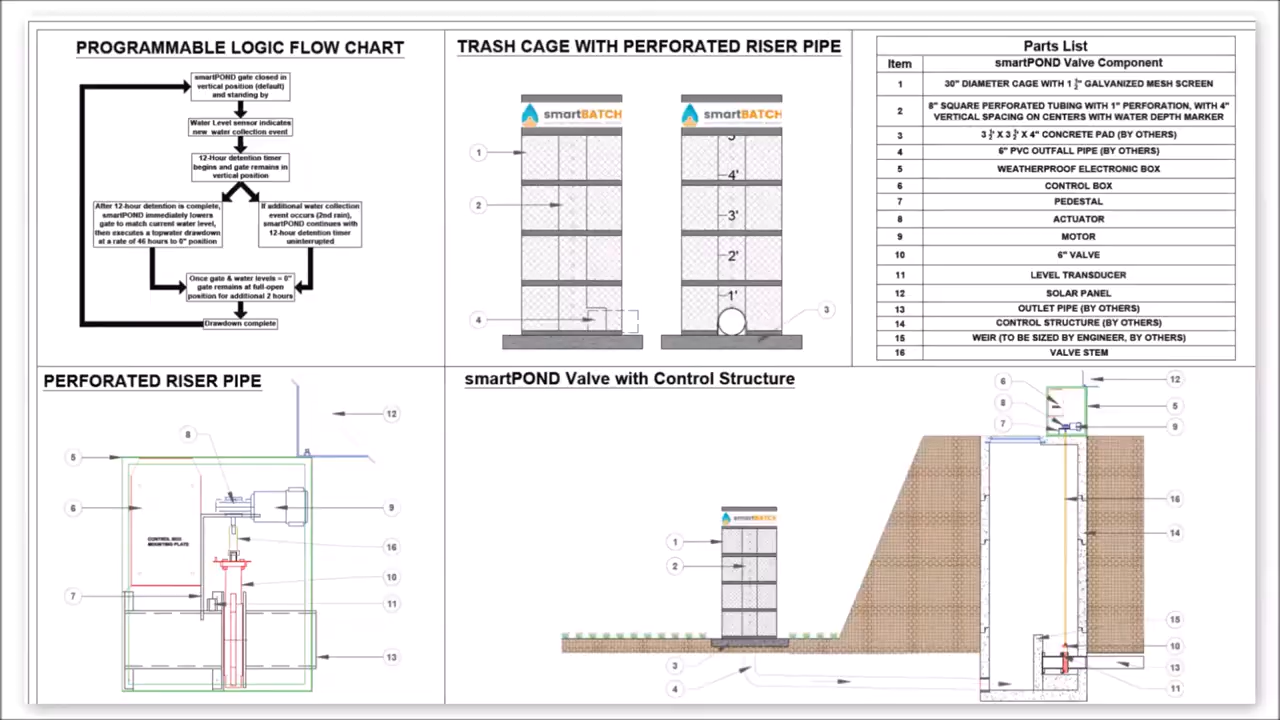 PROGRAMMABLE LOGIC FLOW CHART
smartPOND gate closed in
vertical position (default)
and standing by
Water Level sensor indicates
new water collection event
12-Hour detention timer
begins and gate remains in
vertical position
After 12-hour detention is complete,
smartPOND immediately lowers
gate to match current water level,
then executes a topwater drawdown
at a rate of 46 hours to 0" position
If additional water collection
event occurs (2nd rain),
smartPOND continues with
12-hour detention timer
uninterrupted
Once gate & water levels = 0"
gate remains at full-open
position for additional 2 hours
Drawdown complete
TRASH CAGE WITH PERFORATED RISER PIPE
smartBATCH
smartBATCH
1
2
4
4'
3'
2'
1'
3
Parts List
Item smartPOND Valve Component
1 30" DIAMETER CAGE WITH 1 ½" GALVANIZED MESH SCREEN
2 8" SQUARE PERFORATED TUBING WITH 1" PERFORATION, WITH 4"
VERTICAL SPACING ON CENTERS WITH WATER DEPTH MARKER
3 3 ½' X 3 ½' X 4" CONCRETE PAD (BY OTHERS)
4 6" PVC OUTFALL PIPE (BY OTHERS)
5 WEATHERPROOF ELECTRONIC BOX
6 CONTROL BOX
7 PEDESTAL
8 ACTUATOR
9 MOTOR
10 6" VALVE
11 LEVEL TRANSDUCER
12 SOLAR PANEL
13 OUTLET PIPE (BY OTHERS)
14 CONTROL STRUCTURE (BY OTHERS)
15 WEIR (TO BE SIZED BY ENGINEER, BY OTHERS)
16 VALVE STEM
PERFORATED RISER PIPE
12
8
5
6
9
CONTROL BOX
MOUNTING PLATE
16
10
7
11
13
smartPOND Valve with Control Structure
6
8
7
12
5
9
smartBATCH
1
2
16
14
15
10
3
13
4
11